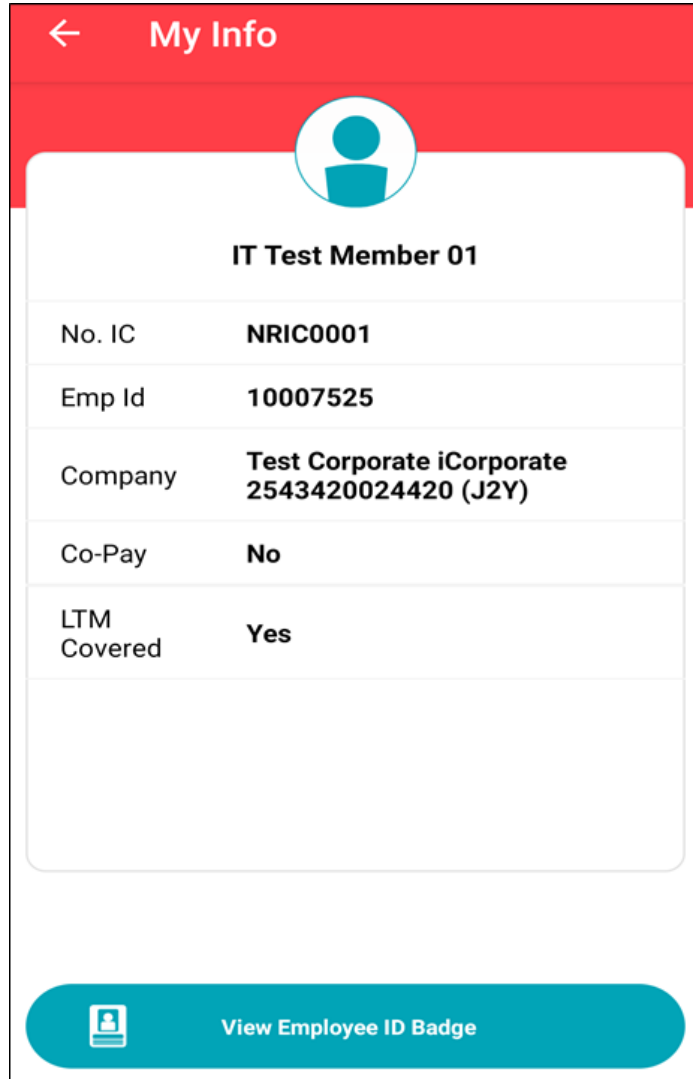 My Info
IT Test Member 01
No. IC NRIC0001
Emp Id 10007525
Company Test Corporate iCorporate
2543420024420 (J2Y)
Co-Pay No
LTM
Covered Yes
View Employee ID Badge